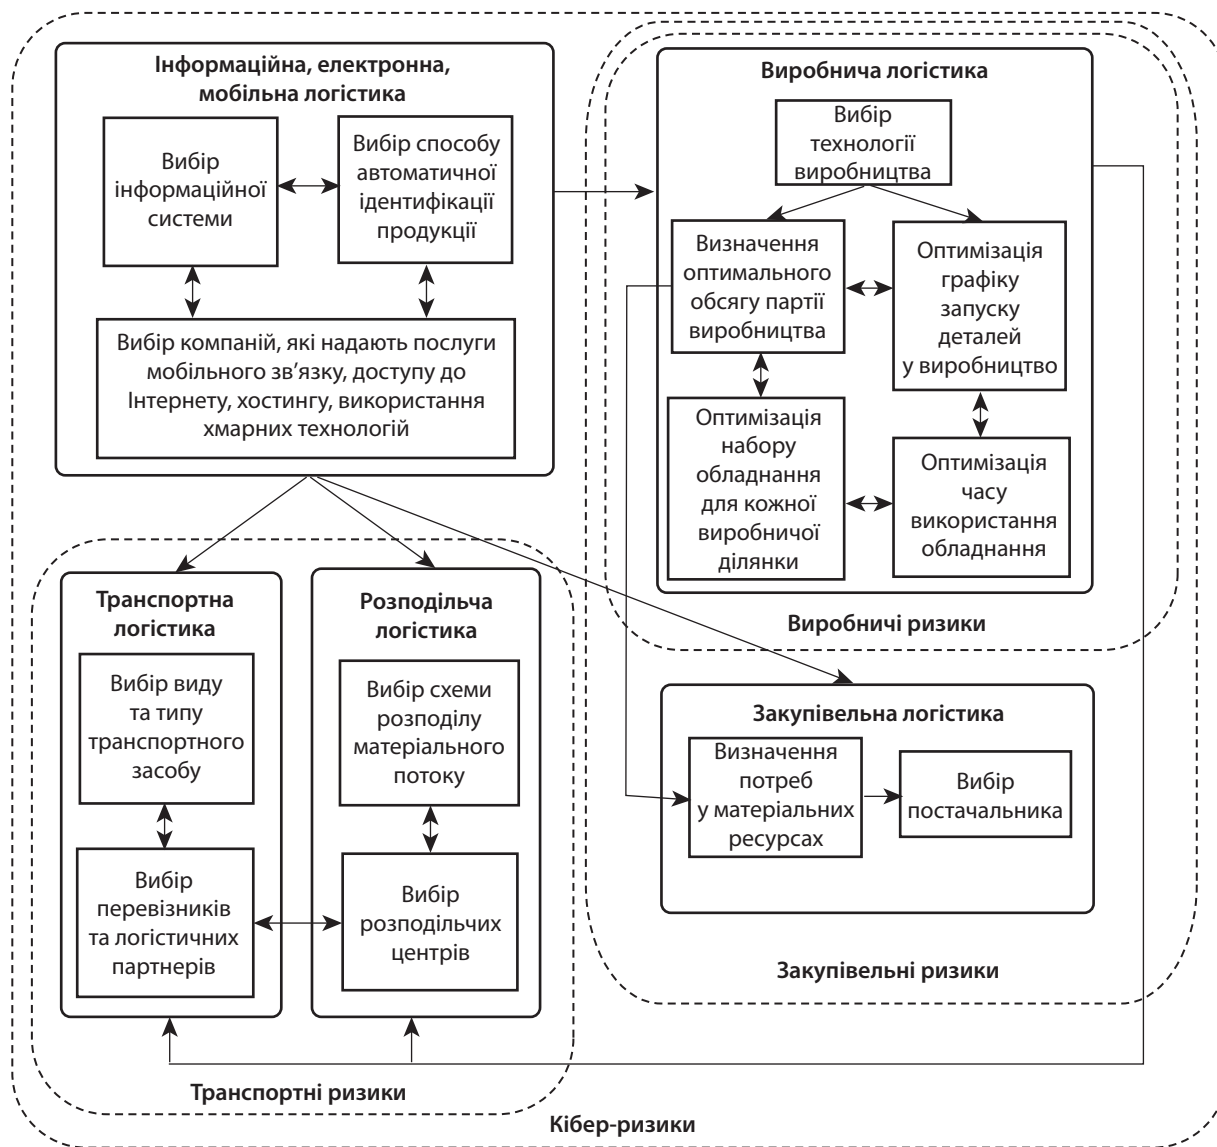 Інформаційна, електронна,
мобільна логістика
Вибір
інформаційної
системи
Вибір способу
автоматичної
ідентифікації
продукції
Вибір компаній, які надають послуги
мобільного зв’язку, доступу до
Інтернету, хостингу, використання
хмарних технологій
Виробнича логістика
Вибір
технології
виробництва
Визначення
оптимального
обсягу партії
виробництва
Оптимізація
графіку
запуску
деталей
у виробництво
Оптимізація
набору
обладнання
для кожної
виробничої
ділянки
Оптимізація
часу
використання
обладнання
Виробничі ризики
Транспортна
логістика
Вибір виду
та типу
транспортного
засобу
Вибір
перевізників
та логістичних
партнерів
Розподільча
логістика
Вибір схеми
розподілу
матеріального
потоку
Вибір
розподільчих
центрів
Закупівельна логістика
Визначення
потреб
у матеріальних
ресурсах
Вибір
постачальника
Закупівельні ризики
Транспортні ризики
Кібер-ризики